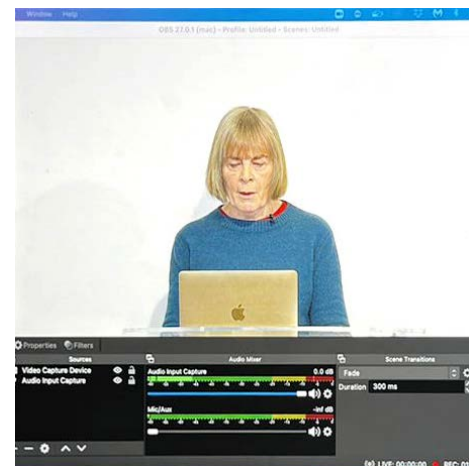 Window Help
OBS 27.0.1 (mac) - Profile: Untitled - Scenes: Untitled
Properties Filters
Sources Audio Mixer Scene Transitions
Video Capture Device
Audio Input Capture
Audio Input Capture 0.0 dB
Mic/Aux -inf dB
Fade
Duration 300 ms
LIVE: 00:00:00 REC: